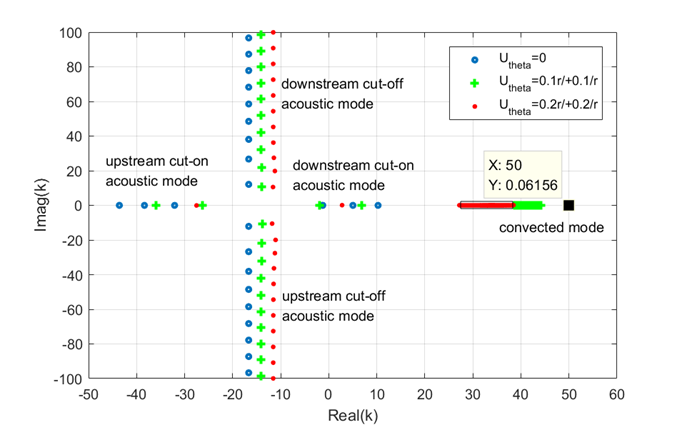 100
80
60
40
20
0
-20
-40
-60
-80
-100
Imag(k)
-50 -40 -30 -20 -10 0 10 20 30 40 50 60
Real(k)
U theta=0
U theta=0.1r/+0.1/r
U theta=0.2r/+0.2/r
downstream cut-off
acoustic mode
upstream cut-on
acoustic mode
downstream cut-on
acoustic mode
X: 50
Y: 0.06156
convected mode
upstream cut-off
acoustic mode